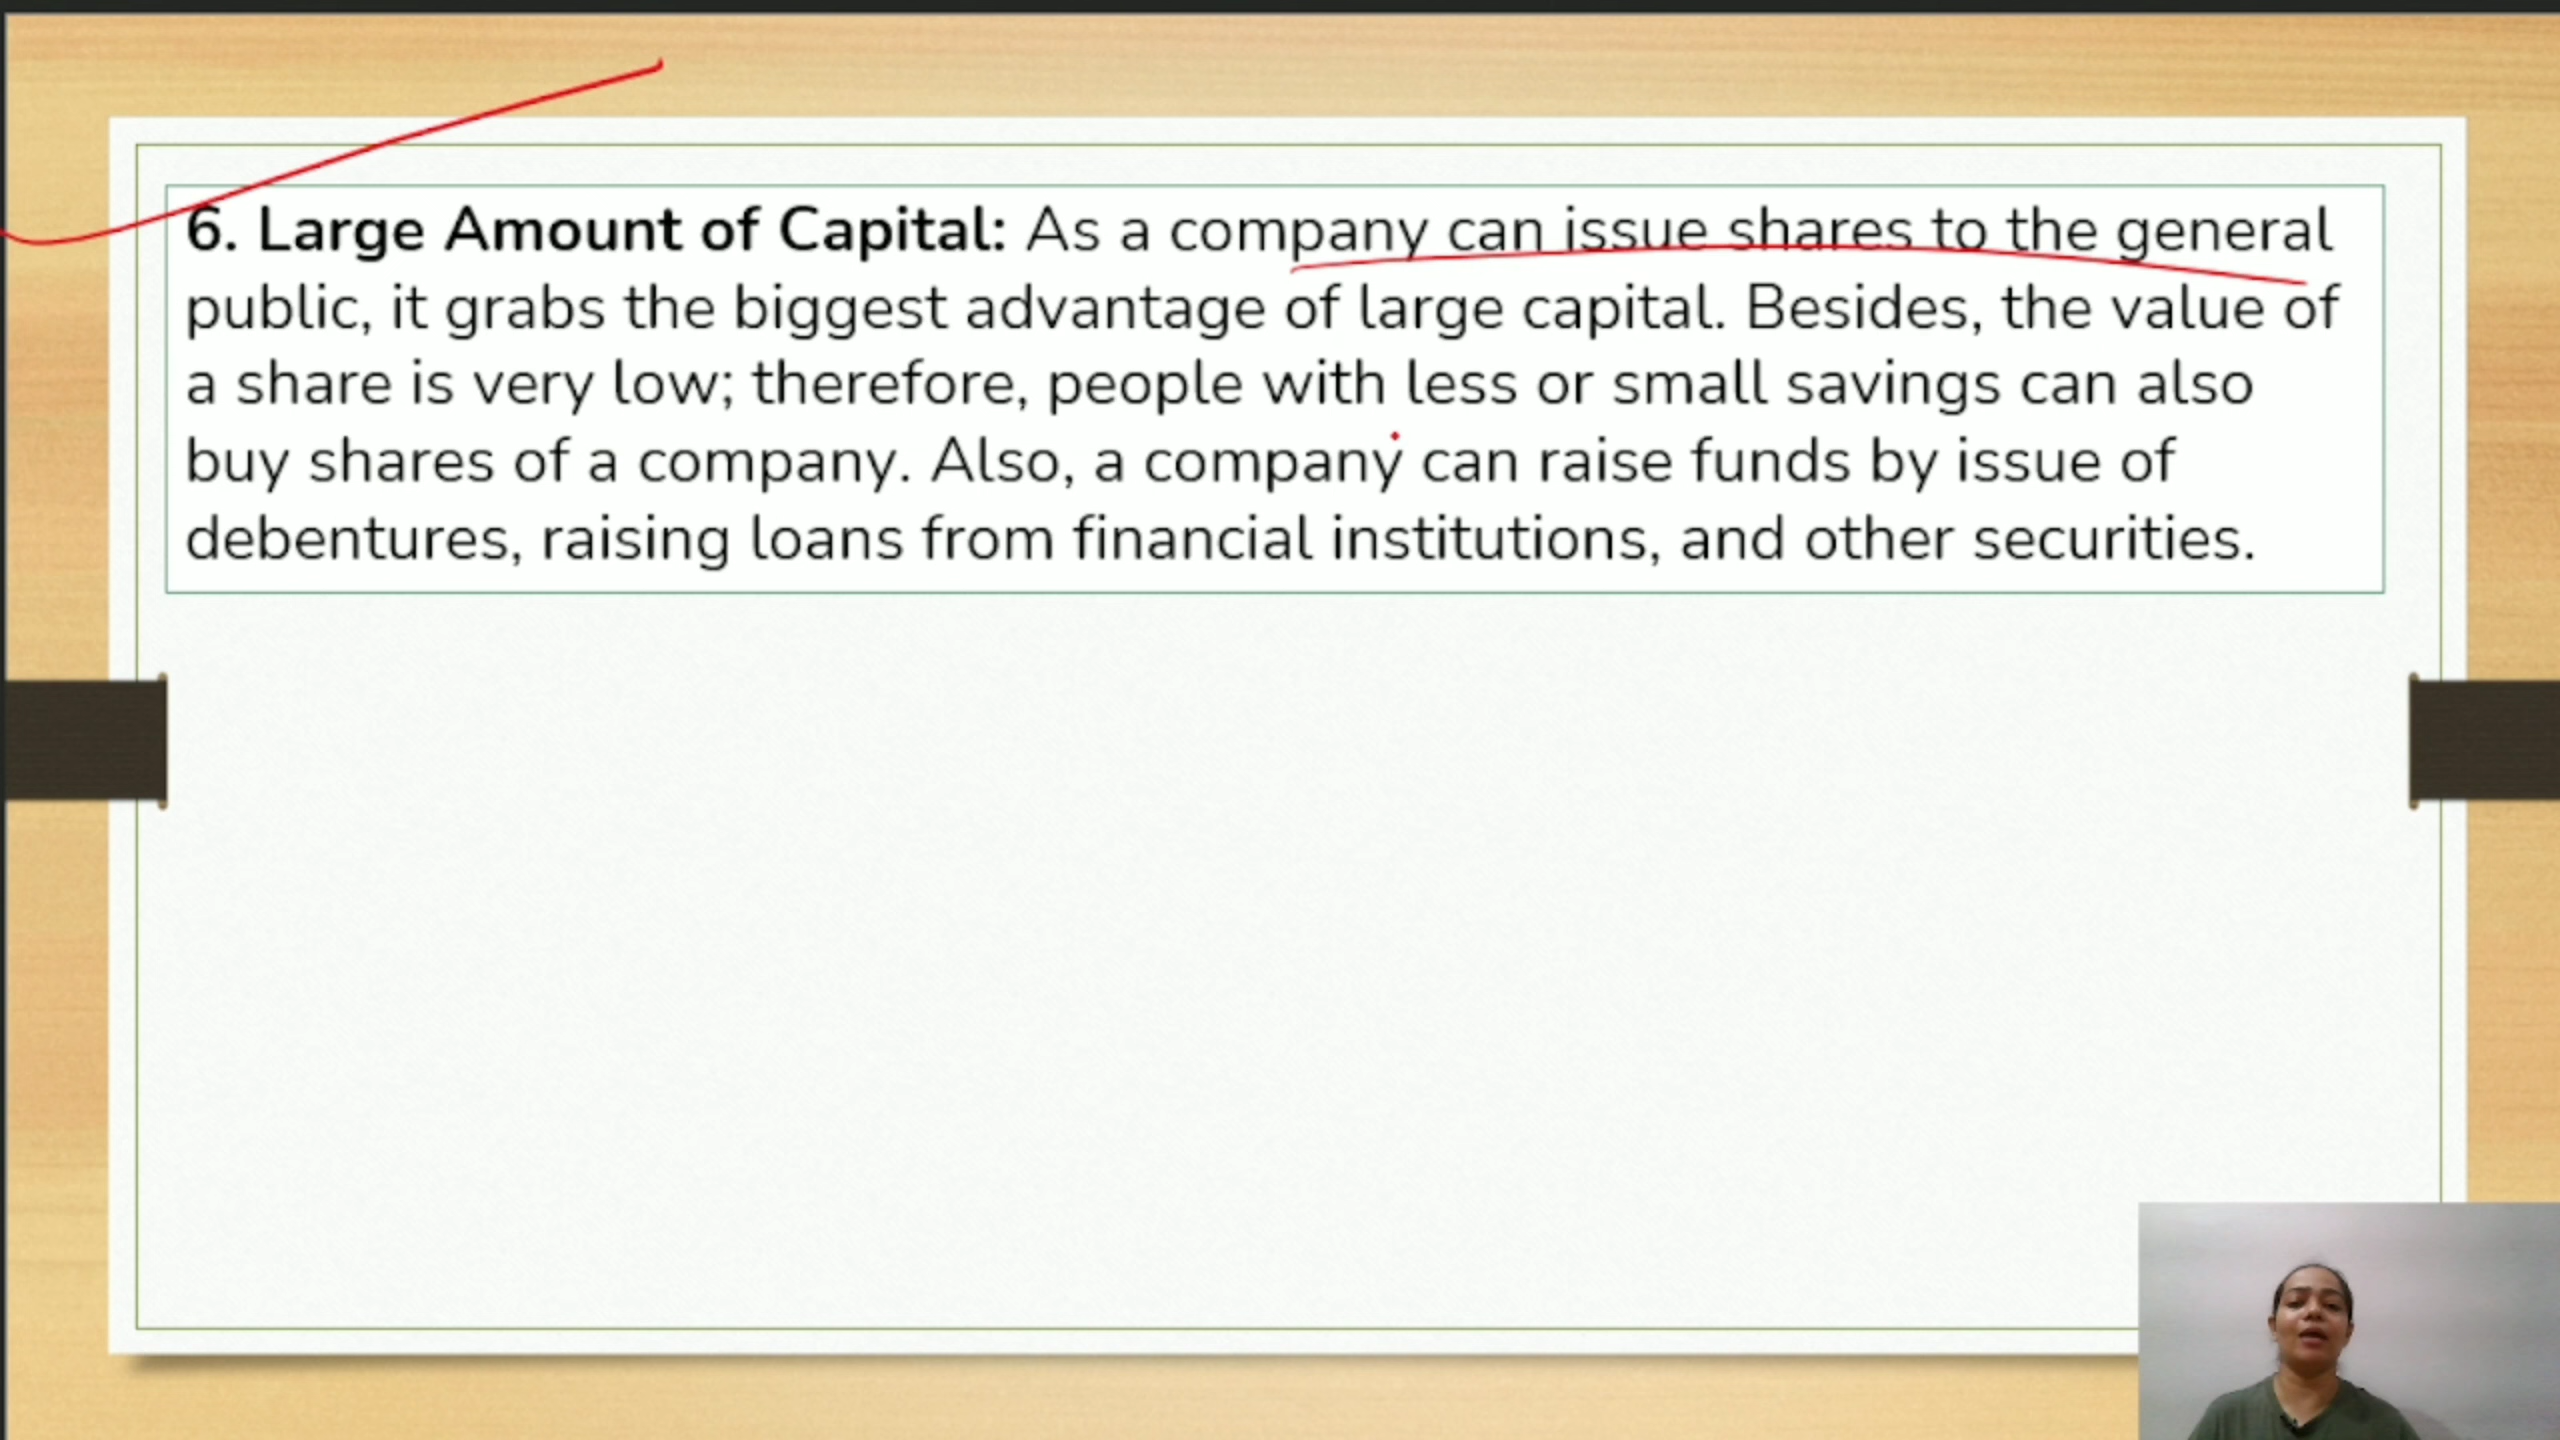 6. Large Amount of Capital: As a company can issue shares to the general
public, it grabs the biggest advantage of large capital. Besides, the value of
a share is very low; therefore, people with less or small savings can also
buy shares of a company. Also, a company can raise funds by issue of
debentures, raising loans from financial institutions, and other securities.